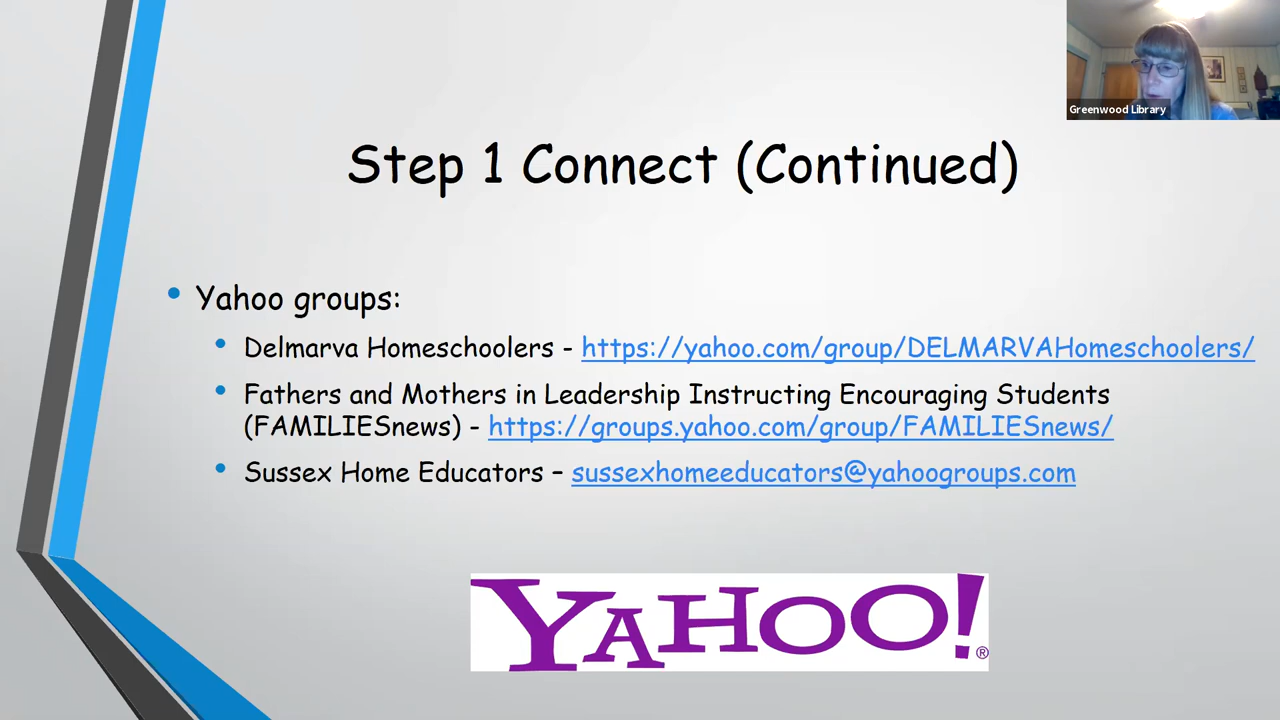 Greenwood Library
Step 1 Connect (Continued)
• Yahoo groups:
• Delmarva Homeschoolers - https://yahoo.com/group/DELMARVAHomeschoolers/
• Fathers and Mothers in Leadership Instructing Encouraging Students
(FAMILIESnews) - https://groups.yahoo.com/group/FAMILIESnews/
• Sussex Home Educators – sussexhomeeducators@yahoogroups.com
YAHOO!®